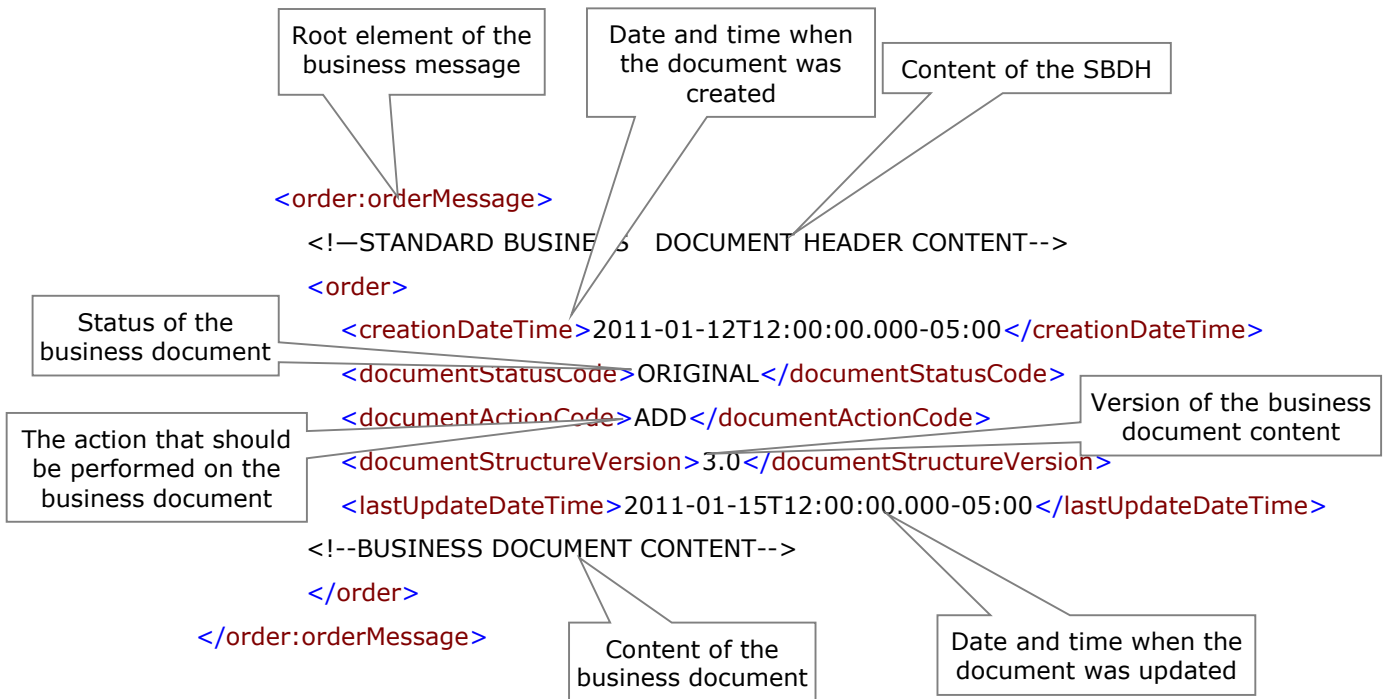 Root element of the
business message
Date and time when
the document was
created
Content of the SBDH
<order:orderMessage>
<!—STANDARD BUSINESS DOCUMENT HEADER CONTENT-->
<order>
Status of the
business document
<creationDateTime>2011-01-12T12:00:00.000-05:00</creationDateTime>
<documentStatusCode>ORIGINAL</documentStatusCode>
<documentActionCode>ADD</documentActionCode>
Version of the business
document content
The action that should
be performed on the
business document
<documentStructureVersion>3.0</documentStructureVersion>
<lastUpdateDateTime>2011-01-15T12:00:00.000-05:00</lastUpdateDateTime>
<!--BUSINESS DOCUMENT CONTENT-->
</order>
</order:orderMessage>
Content of the
business document
Date and time when the
document was updated